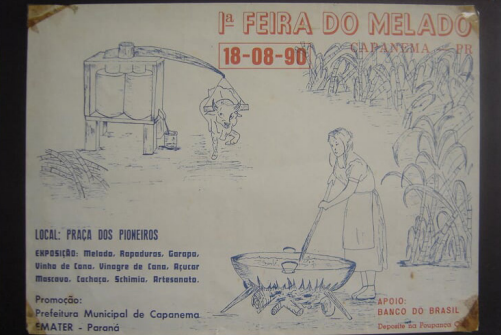 1ª FEIRA DO MELADO
18-08-90
CAPANEMA - PR
LOCAL: PRAÇA DOS PIONEIROS
EXPOSIÇÃO: Melado, Rapaduras, Garapa,
Vinho de Cana, Vinagre de Cana, Açucar
Mascavo, Cachaça, Schimia, Artesanato.
Promoção:
Prefeitura Municipal de Capanema
EMATER - Paraná
APOIO:
BANCO DO BRASIL
Deposite na Poupança